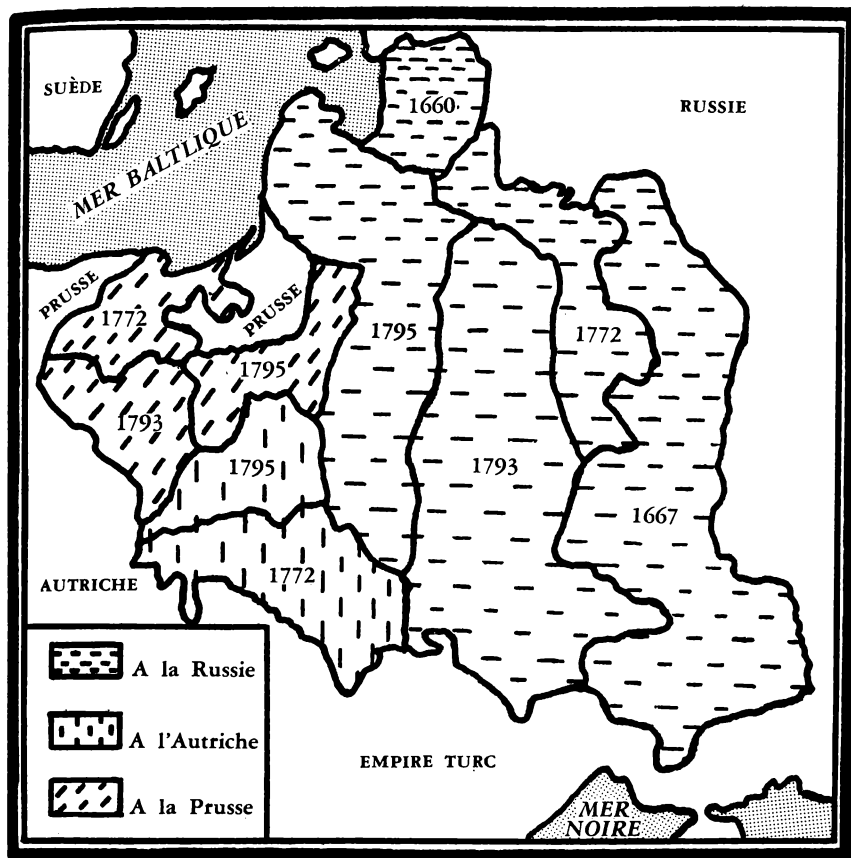 SUÈDE
1660
RUSSIE
MER BALTLIQUE
PRUSSE
1772
PRUSSE
1795
1772
1795
1793
1795
1793
1667
1772
AUTRICHE
A la Russie
A l'Autriche
A la Prusse
EMPIRE TURC
MER
NOIRE